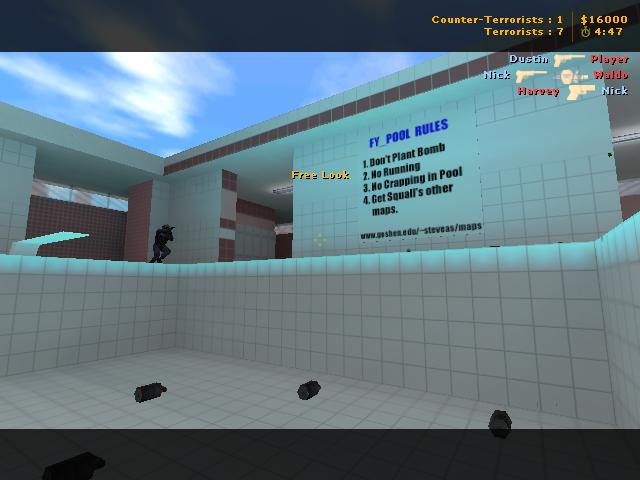 Counter-Terrorists : 1 $16000
Terrorists : 7 4:47
Dustin Player
Nick Waldo
Harvey Nick
FY_POOL RULES
1. Don't Plant Bomb
2. No Running
3. No Crapping in Pool
4. Get Squall's other
maps.
www.goshen.edu/~steveas/maps
Free Look